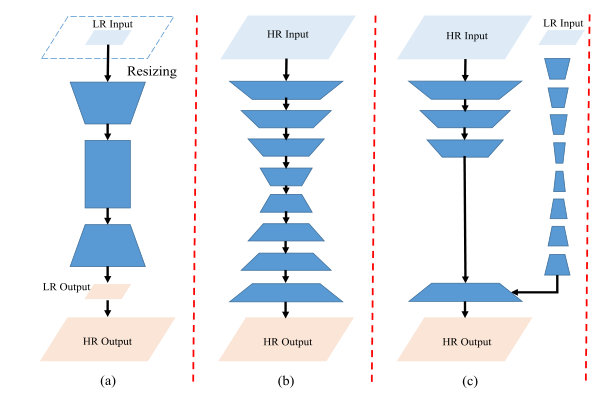 LR Input
Resizing
LR Output
HR Output
(a)
HR Input
HR Output
(b)
HR Input
LR Input
HR Output
(c)